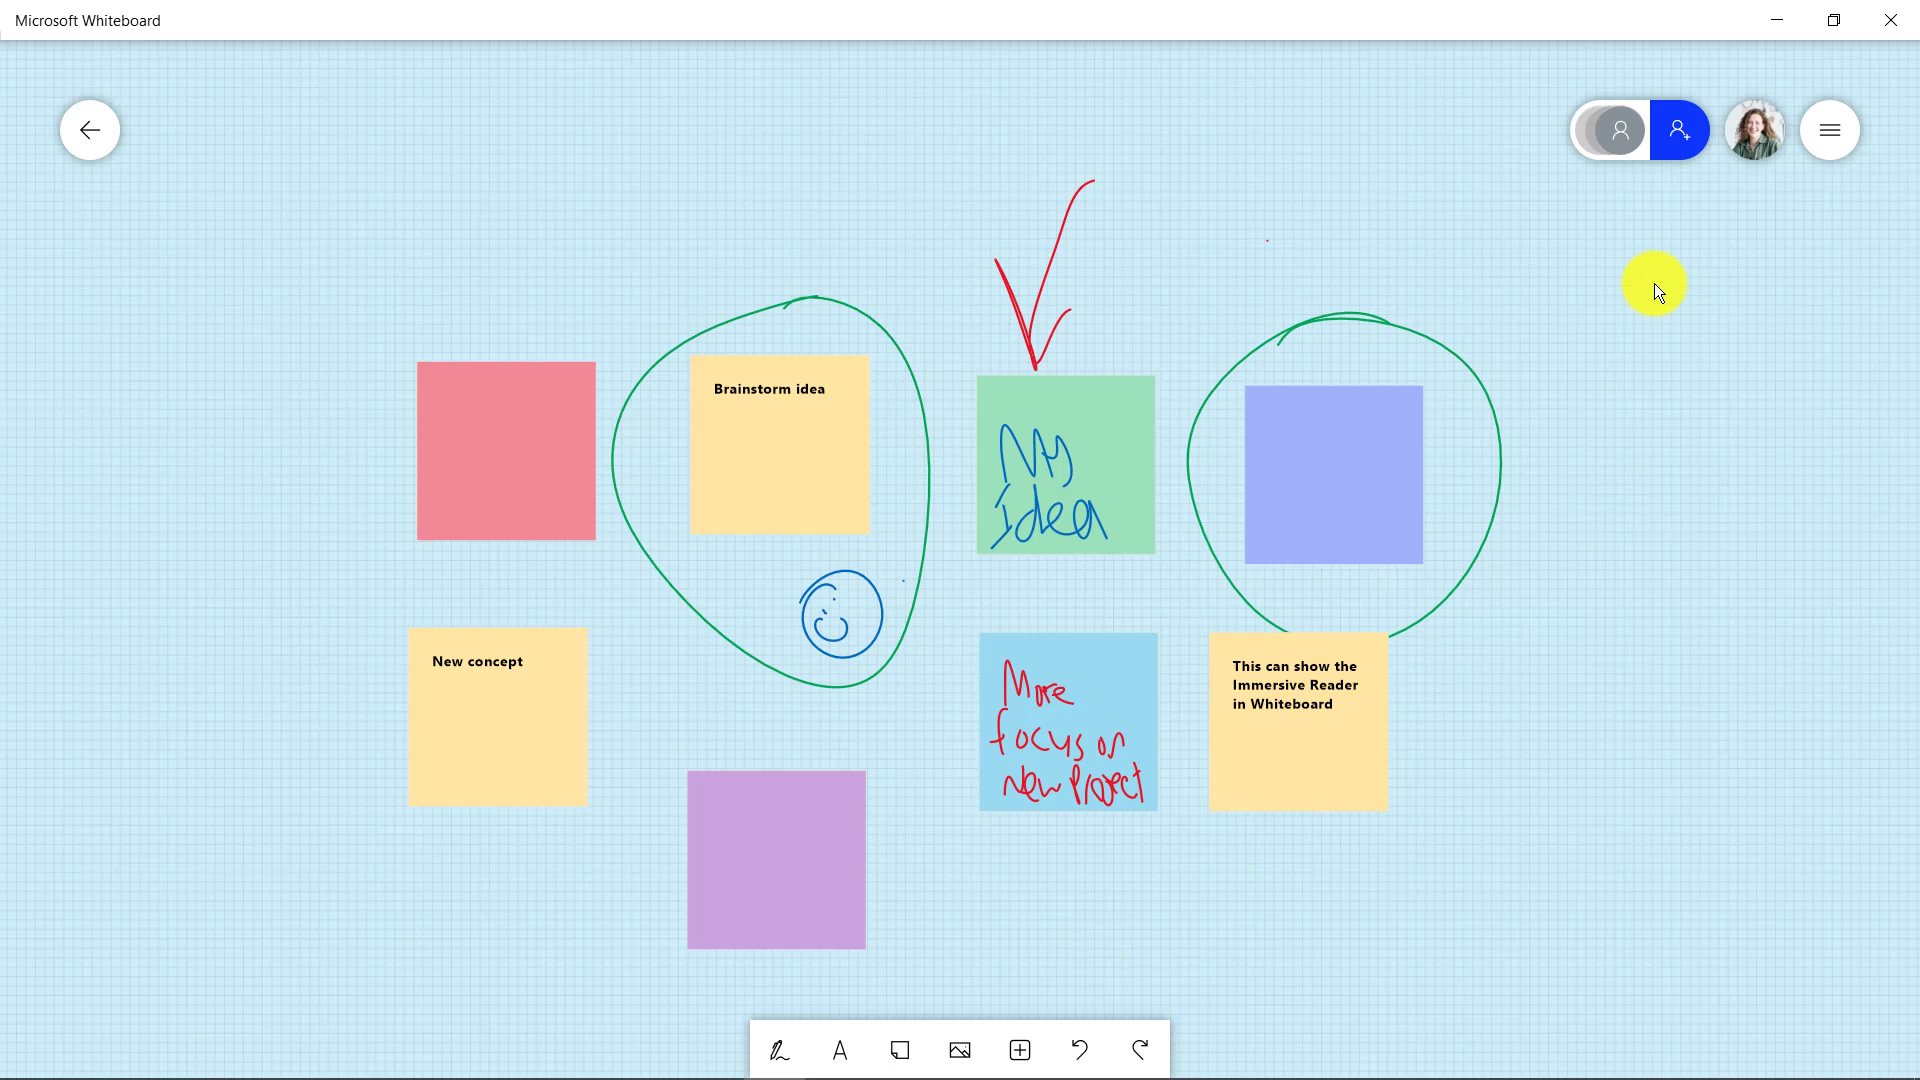 Microsoft Whiteboard
Brainstorm idea
My
idea
New concept
More
focus on
New Project
This can show the
Immersive Reader
in Whiteboard